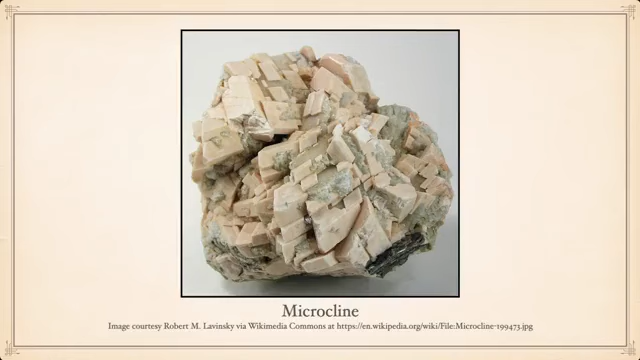 Microcline
Image courtesy Robert M. Lavinsky via Wikimedia Commons at https://en.wikipedia.org/wiki/File:Microcline-199473.jpg